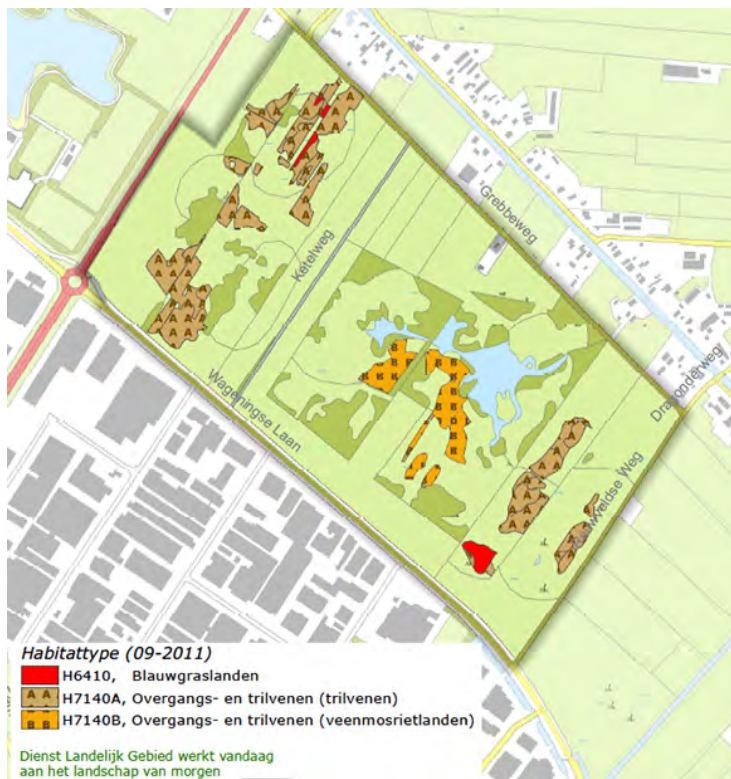 Grebbeweg
Ketelweg
Dragonderweg
Wageningse Laan
Habitattype (09-2011)
H6410, Blauwgraslanden
A A H7140A, Overgangs- en trilvenen (trilvenen)
B B H7140B, Overgangs- en trilvenen (veenmosrietlanden)
Dienst Landelijk Gebied werkt vandaag
aan het landschap van morgen